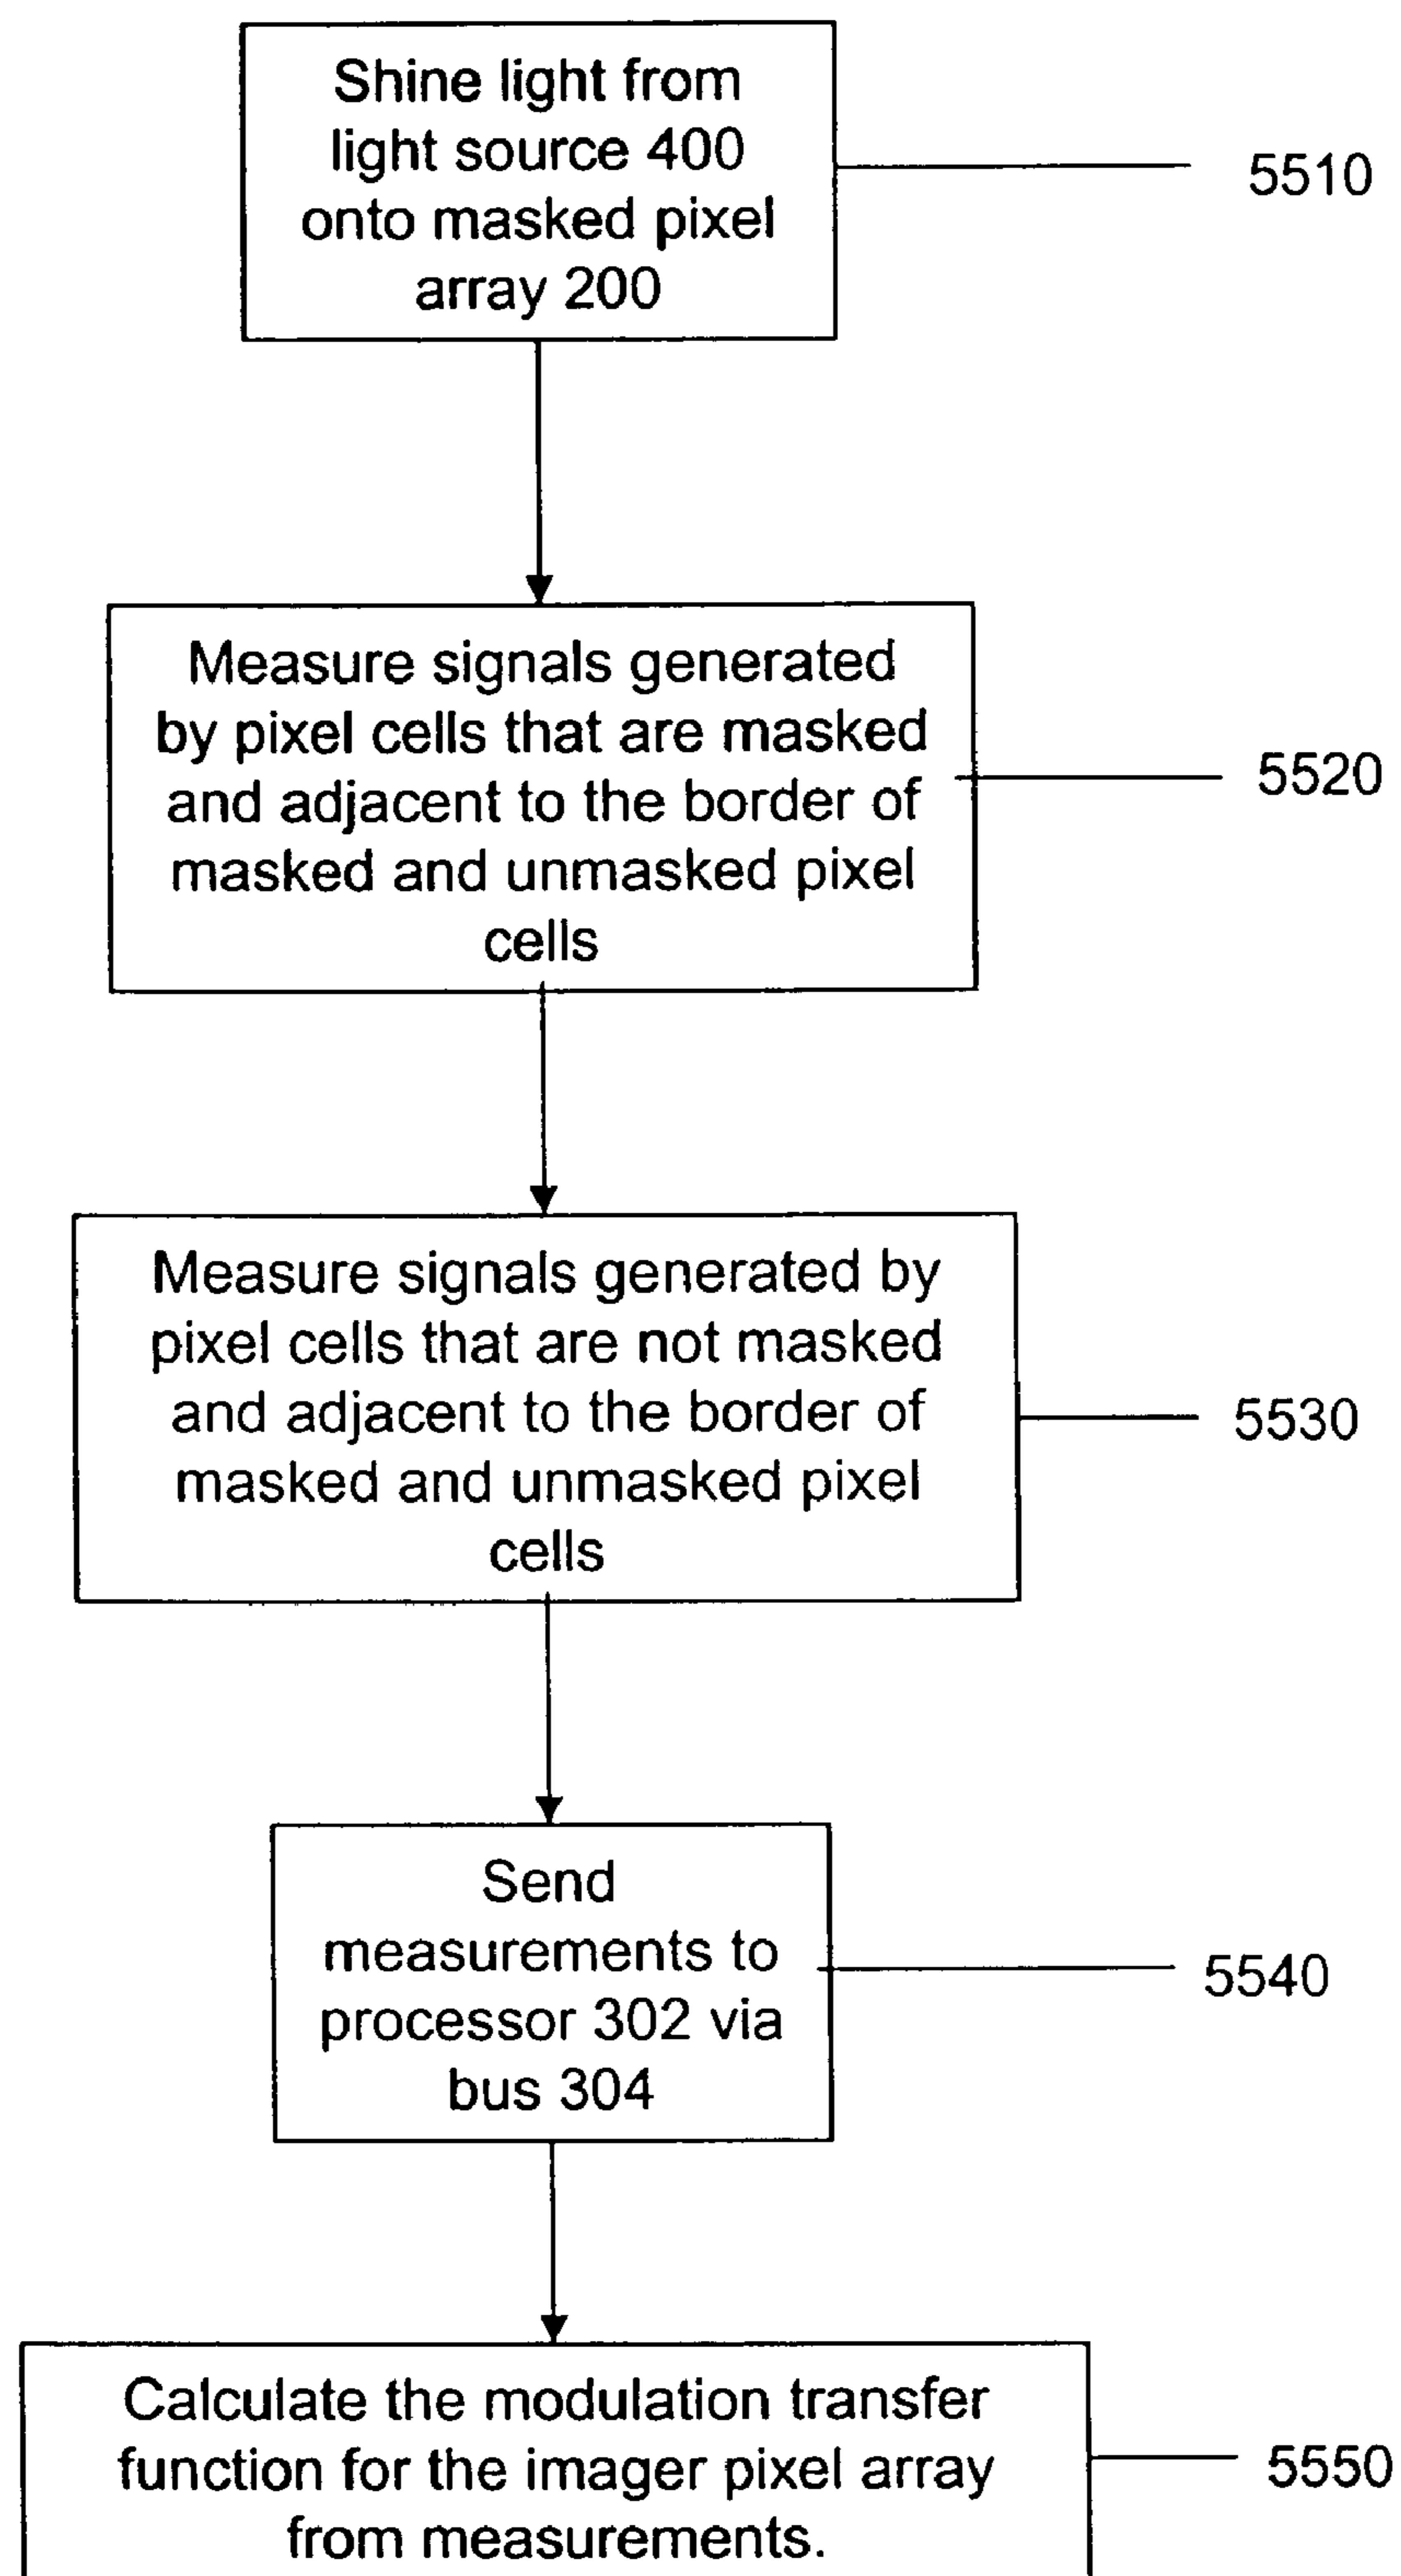 Shine light from
light source 400
onto masked pixel
array 200
5510
Measure signals generated
by pixel cells that are masked
and adjacent to the border of
masked and unmasked pixel
cells
5520
Measure signals generated by
pixel cells that are not masked
and adjacent to the border of
masked and unmasked pixel
cells
5530
Send
measurements to
processor 302 via
bus 304
5540
Calculate the modulation transfer
function for the imager pixel array
from measurements.
5550